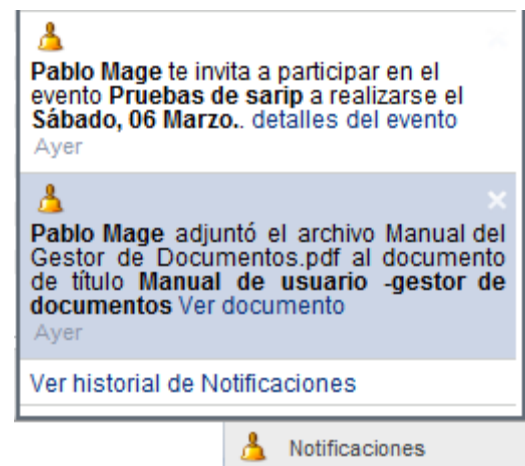 Pablo Mage te invita a participar en el
evento Pruebas de sarip a realizarse el
Sábado, 06 Marzo.. detalles del evento
Ayer
Pablo Mage adjuntó el archivo Manual del
Gestor de Documentos.pdf al documento
de título Manual de usuario -gestor de
documentos Ver documento
Ayer
Ver historial de Notificaciones
Notificaciones